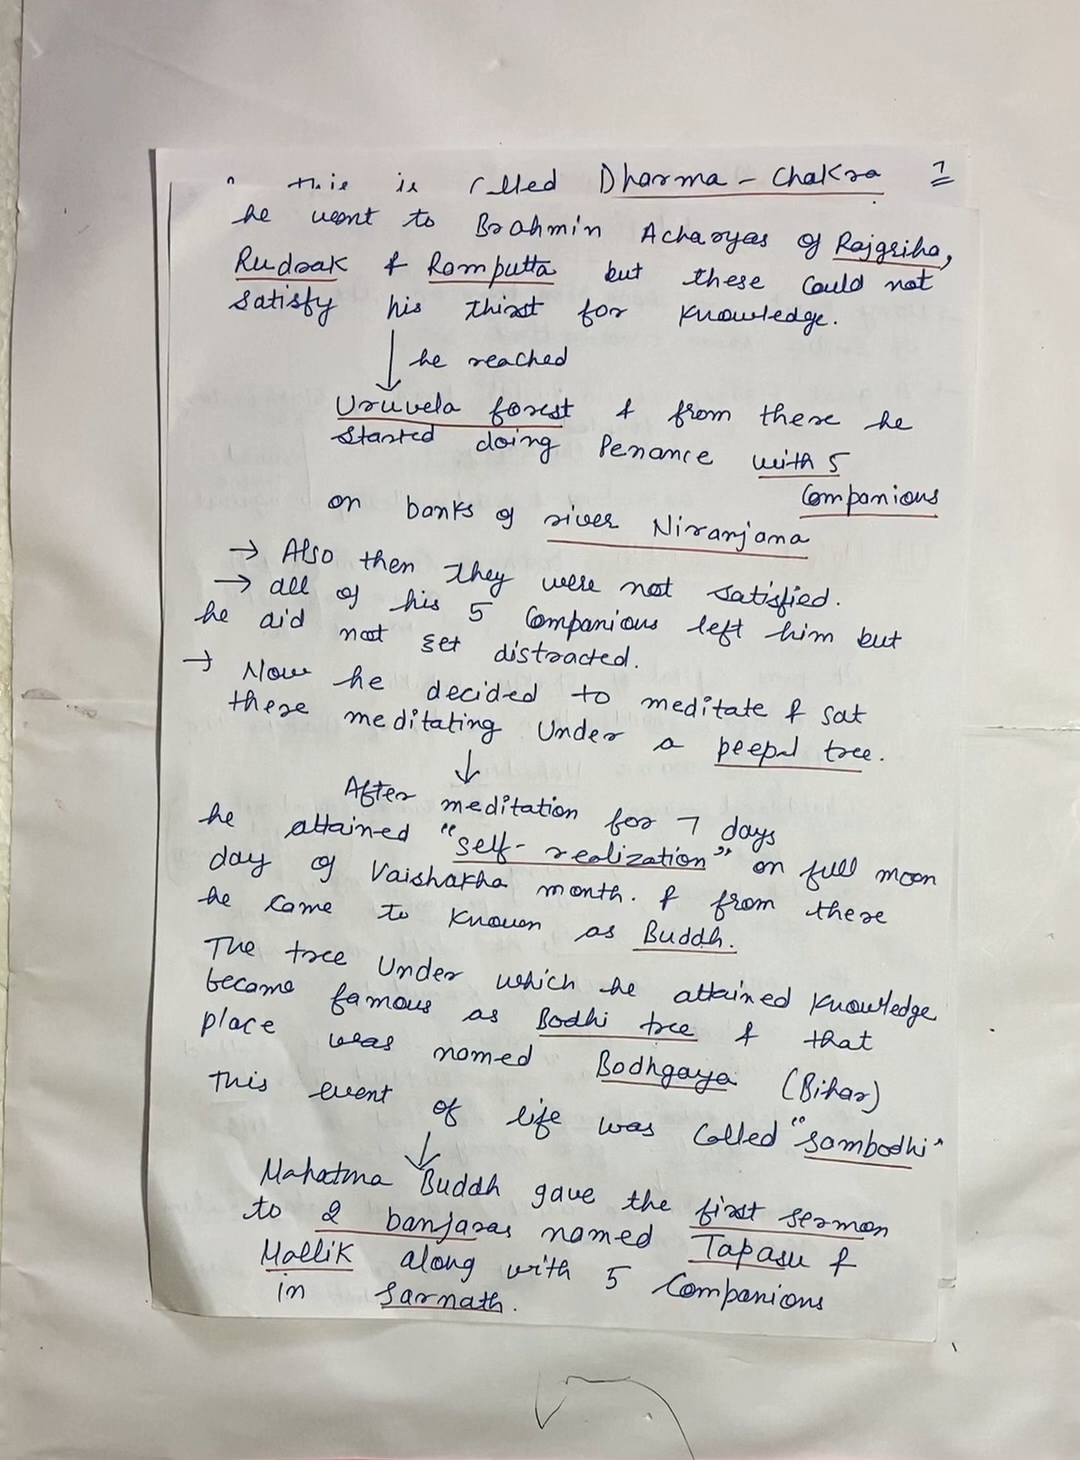 this is called Dharma - Chakra
he went to Brahmin Acharyas of Rajgriha,
Rudrak & Ramputta but these could not
satisfy his thirst for knowledge.
he reached
Uruvela forest & from there he
started doing Penance with 5
Companious
on banks of river Niranjana
→ Also then they were not satisfied.
→ all of his 5 Companious left him but
he did not get distracted.
→ Now he decided to meditate & sat
there meditating Under a peepal tree.
After meditation for 7 days
he attained "self-realization" on full moon
day of Vaishakha month. & from there
he came to known as Buddh.
The tree Under which he attained knowledge
became famous as Bodhi tree & that
place was named Bodhgaya (Bihar)
This event of life was called "sambodhi"
Mahatma Buddh gave the first sermon
to 2 banjaras named Tapasu &
Mallik along with 5 Companions
in Sarnath.